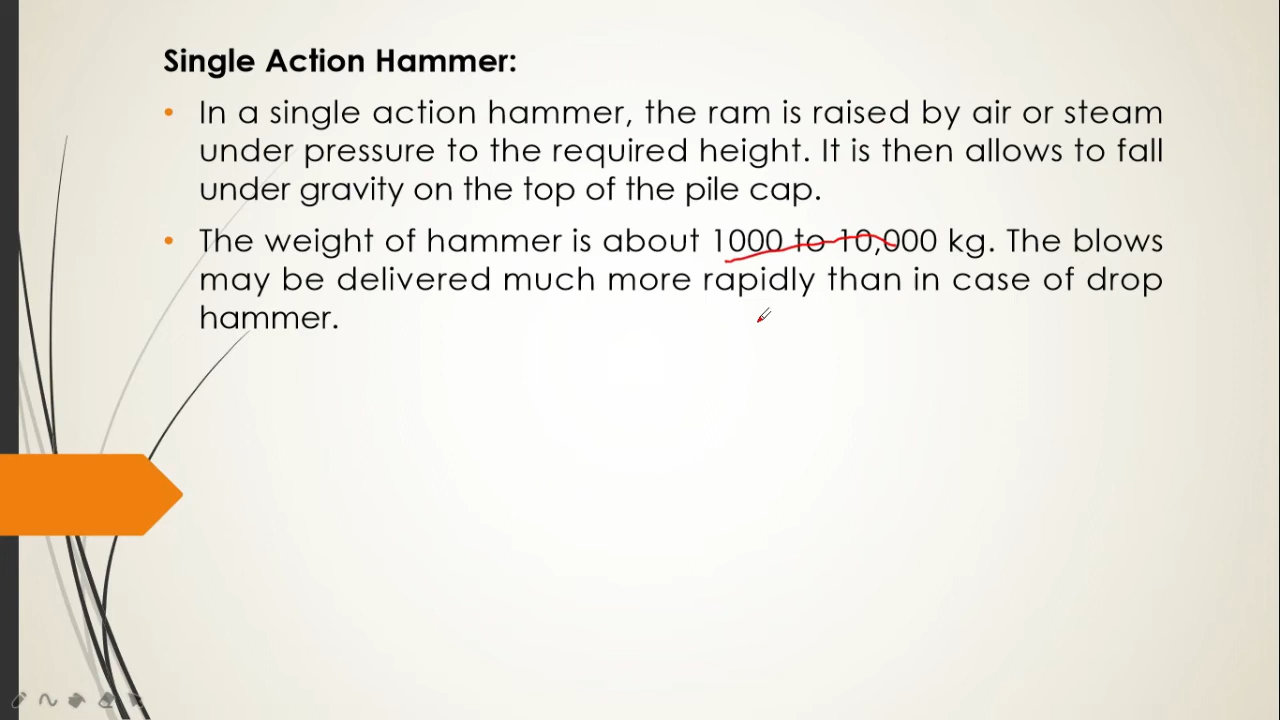 Single Action Hammer:
• In a single action hammer, the ram is raised by air or steam
under pressure to the required height. It is then allows to fall
under gravity on the top of the pile cap.
• The weight of hammer is about 1000 to 10,000 kg. The blows
may be delivered much more rapidly than in case of drop
hammer.